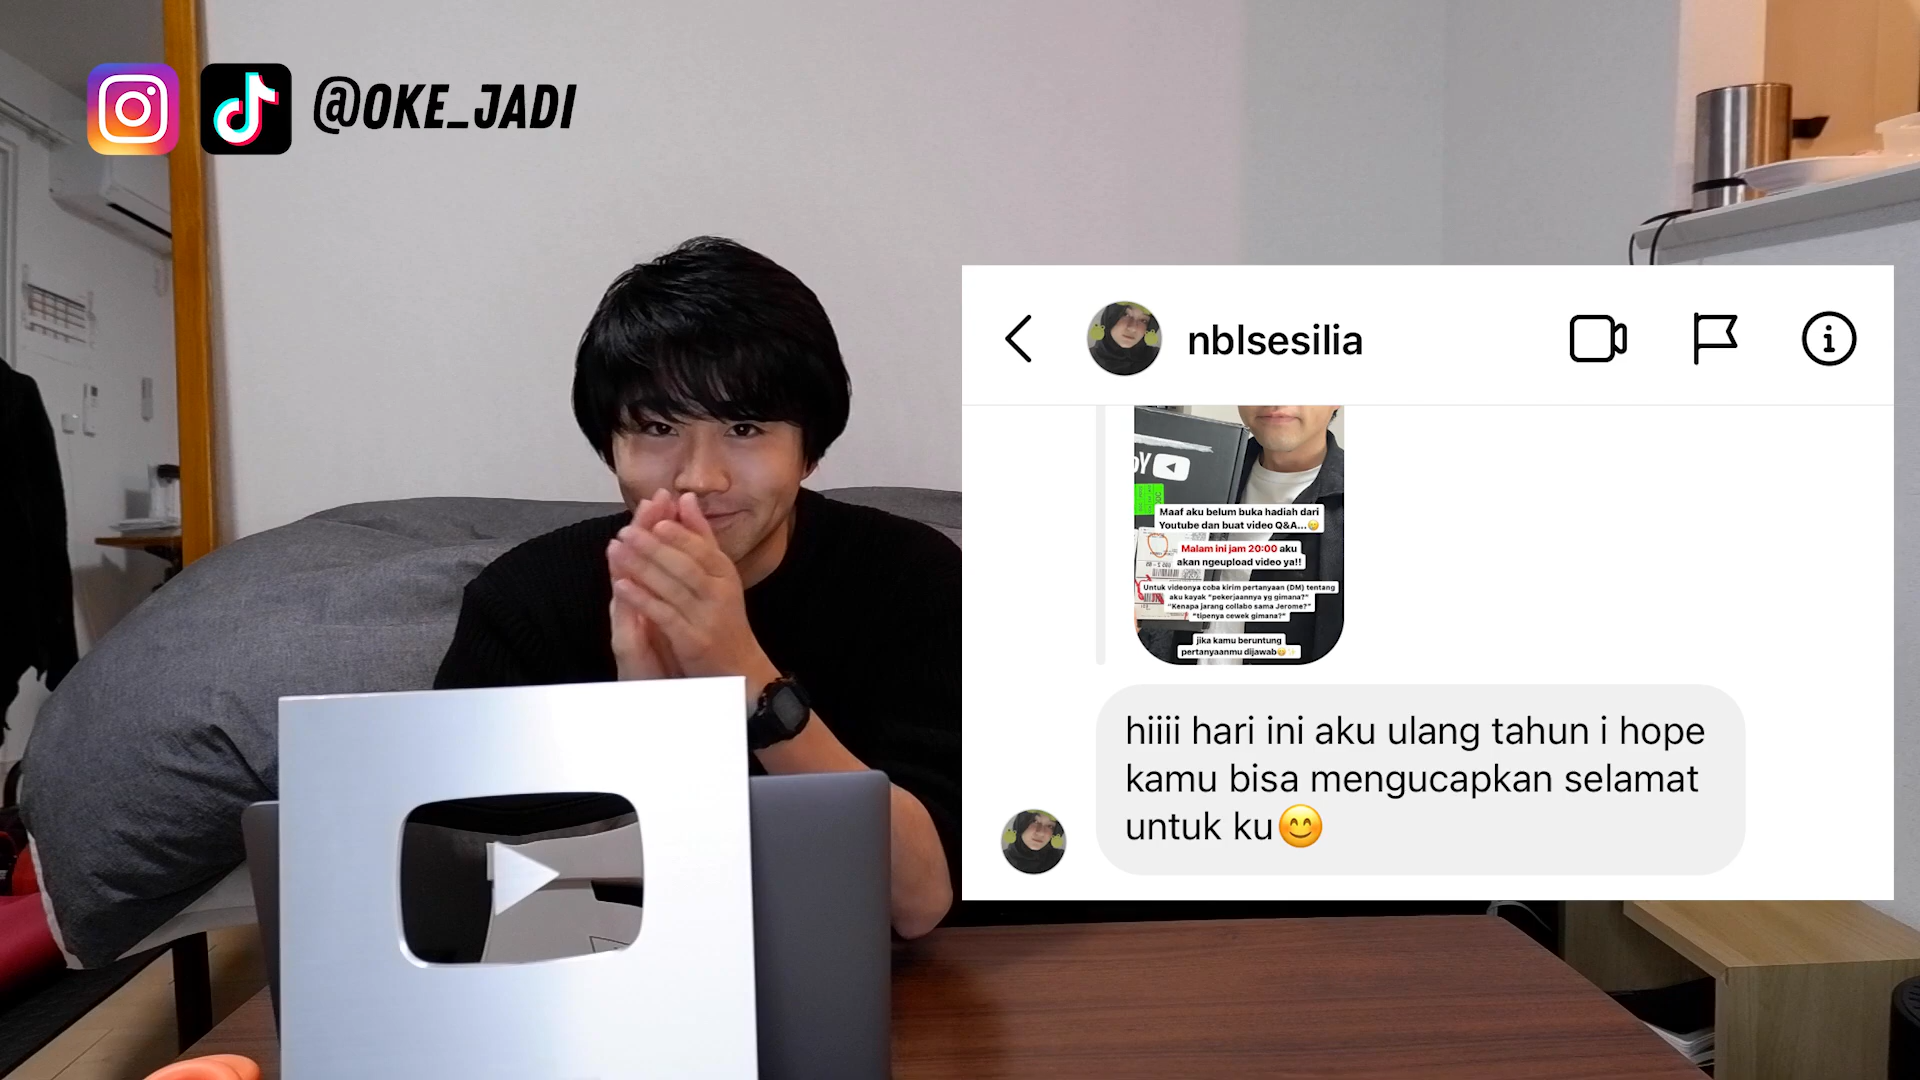 @OKE_JADI
nblsesilia
Maaf aku belum buka hadiah dari
Youtube dan buat video Q&A...😅
Malam ini jam 20:00 aku
akan ngeupload video ya!!
Untuk videonya coba kirim pertanyaan (DM) tentang
aku kayak "pekerjaannya yg gimana?"
"Kenapa jarang collabo sama Jerome?"
"tipenya cewek gimana?"
jika kamu beruntung
pertanyaanmu dijawab😚✨
hiiii hari ini aku ulang tahun i hope
kamu bisa mengucapkan selamat
untuk ku😊